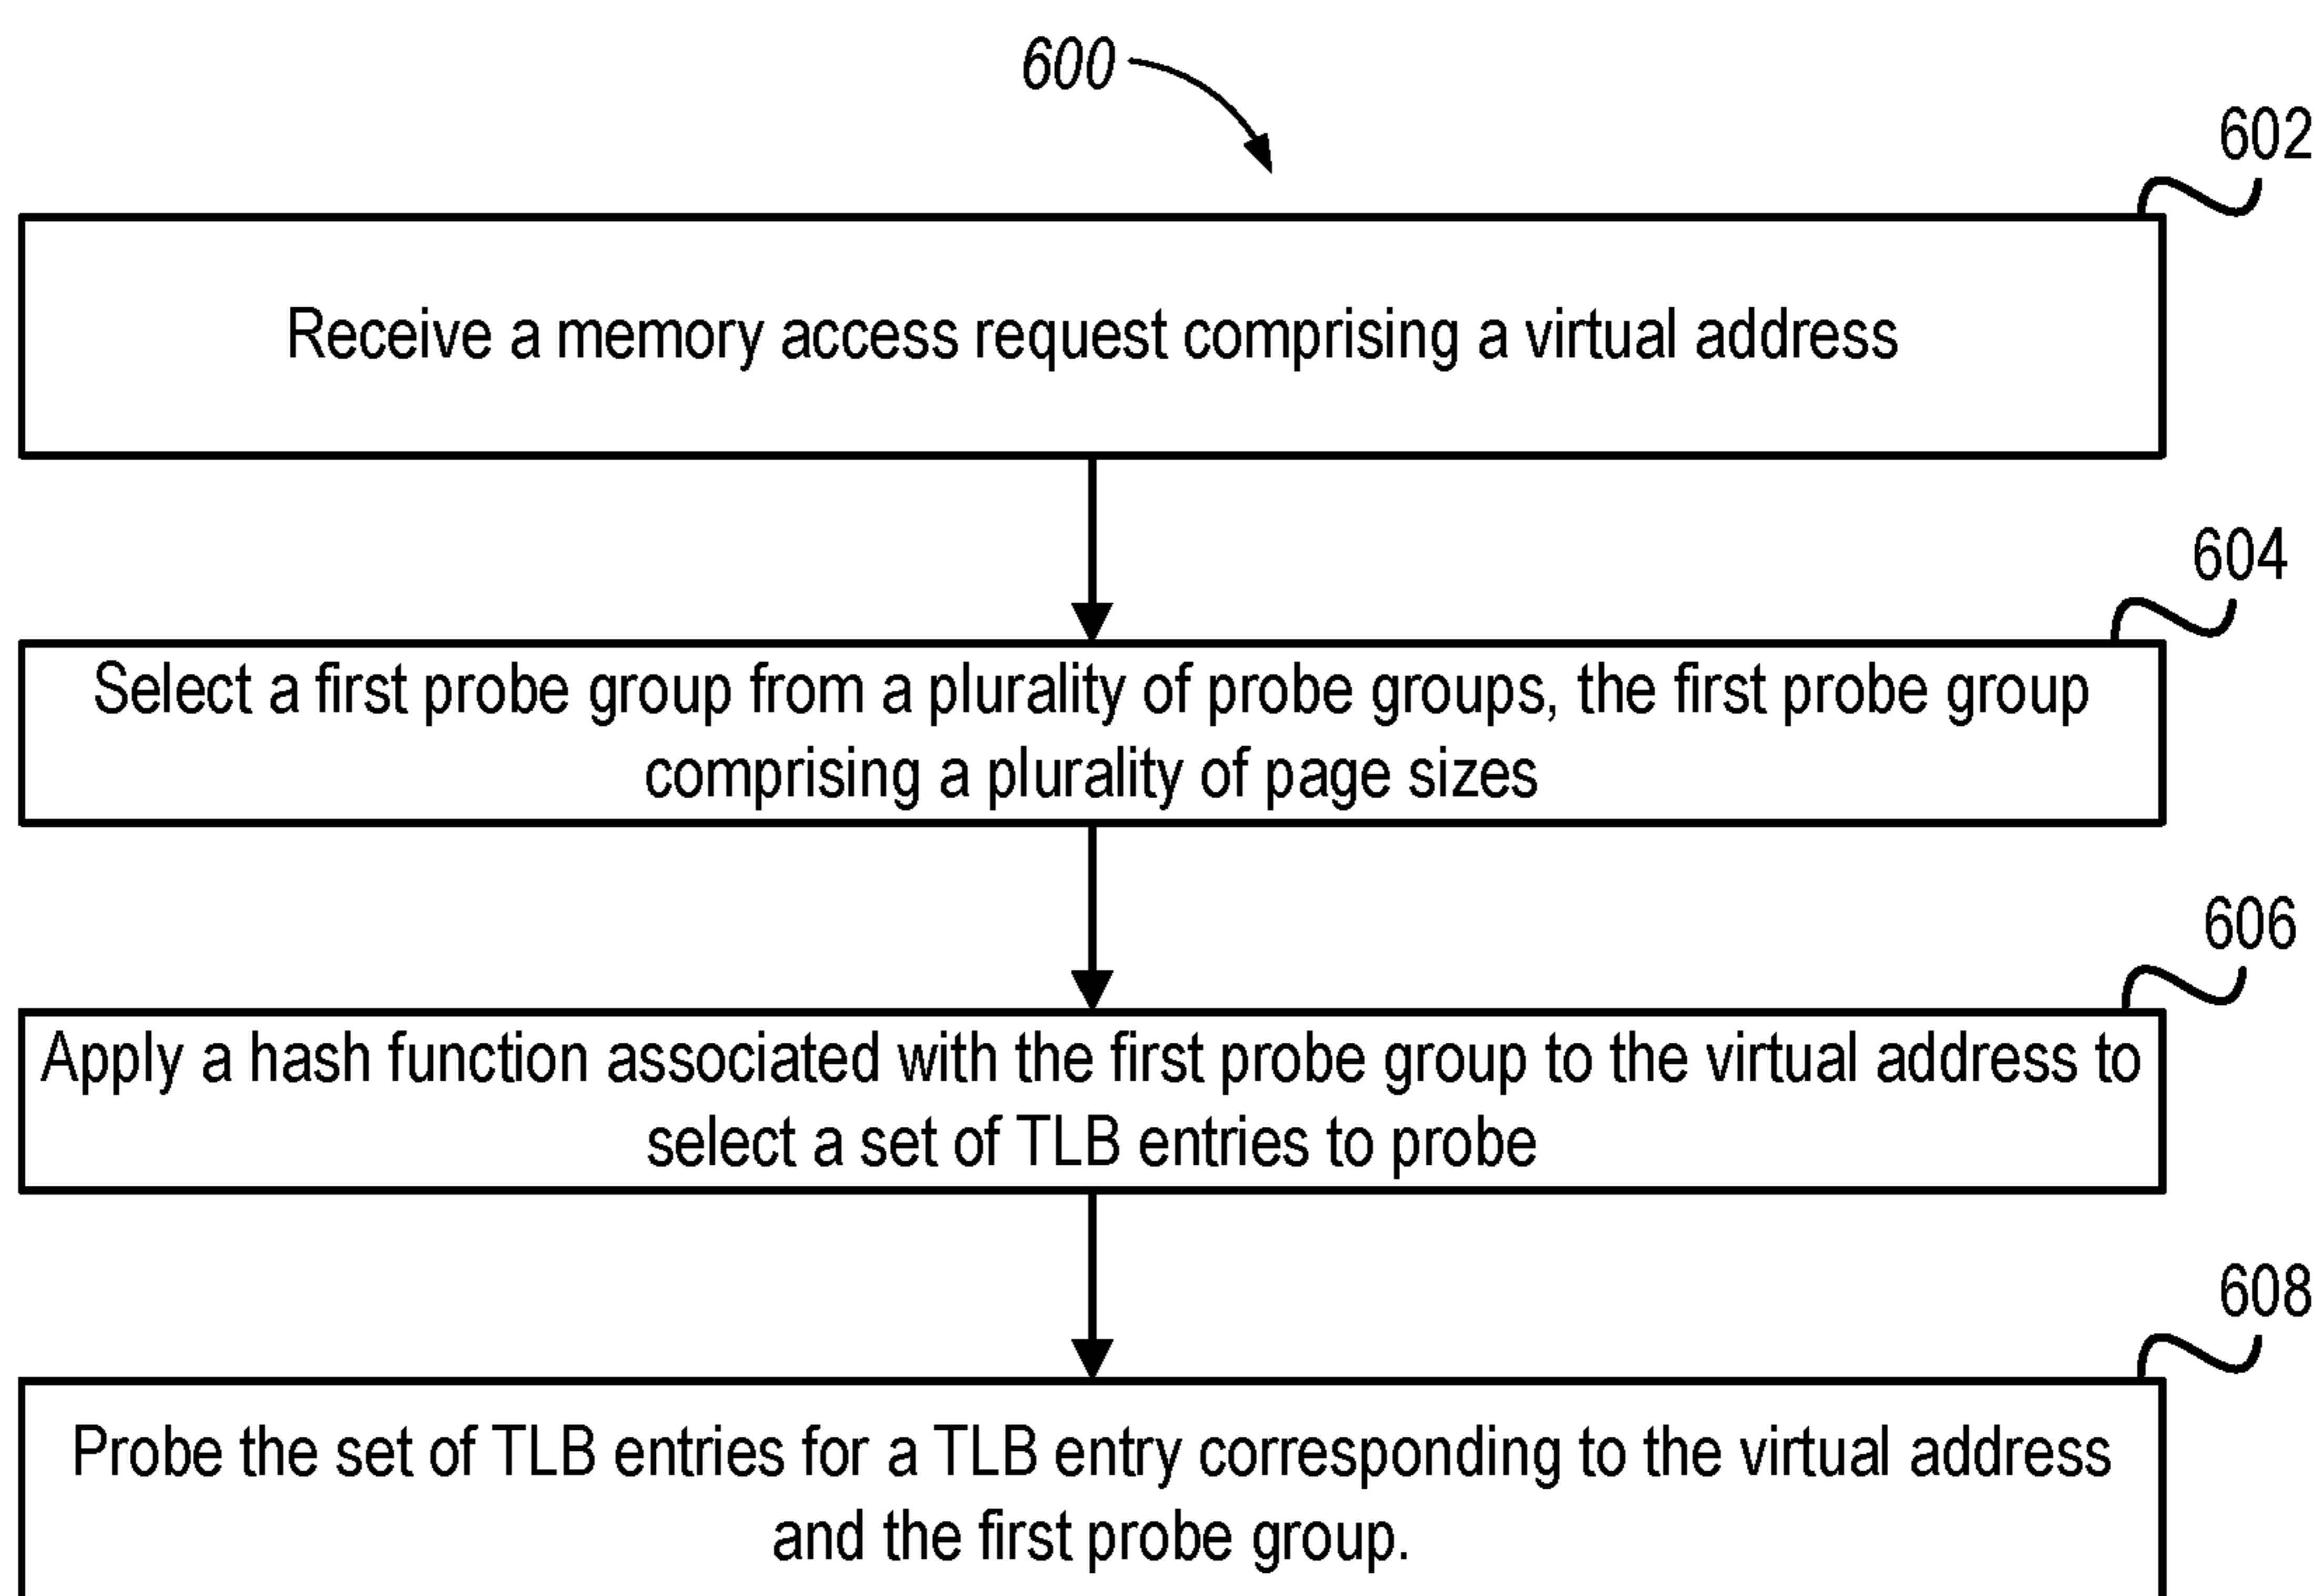 600
602
Receive a memory access request comprising a virtual address
604
Select a first probe group from a plurality of probe groups, the first probe group
comprising a plurality of page sizes
606
Apply a hash function associated with the first probe group to the virtual address to
select a set of TLB entries to probe
608
Probe the set of TLB entries for a TLB entry corresponding to the virtual address
and the first probe group.